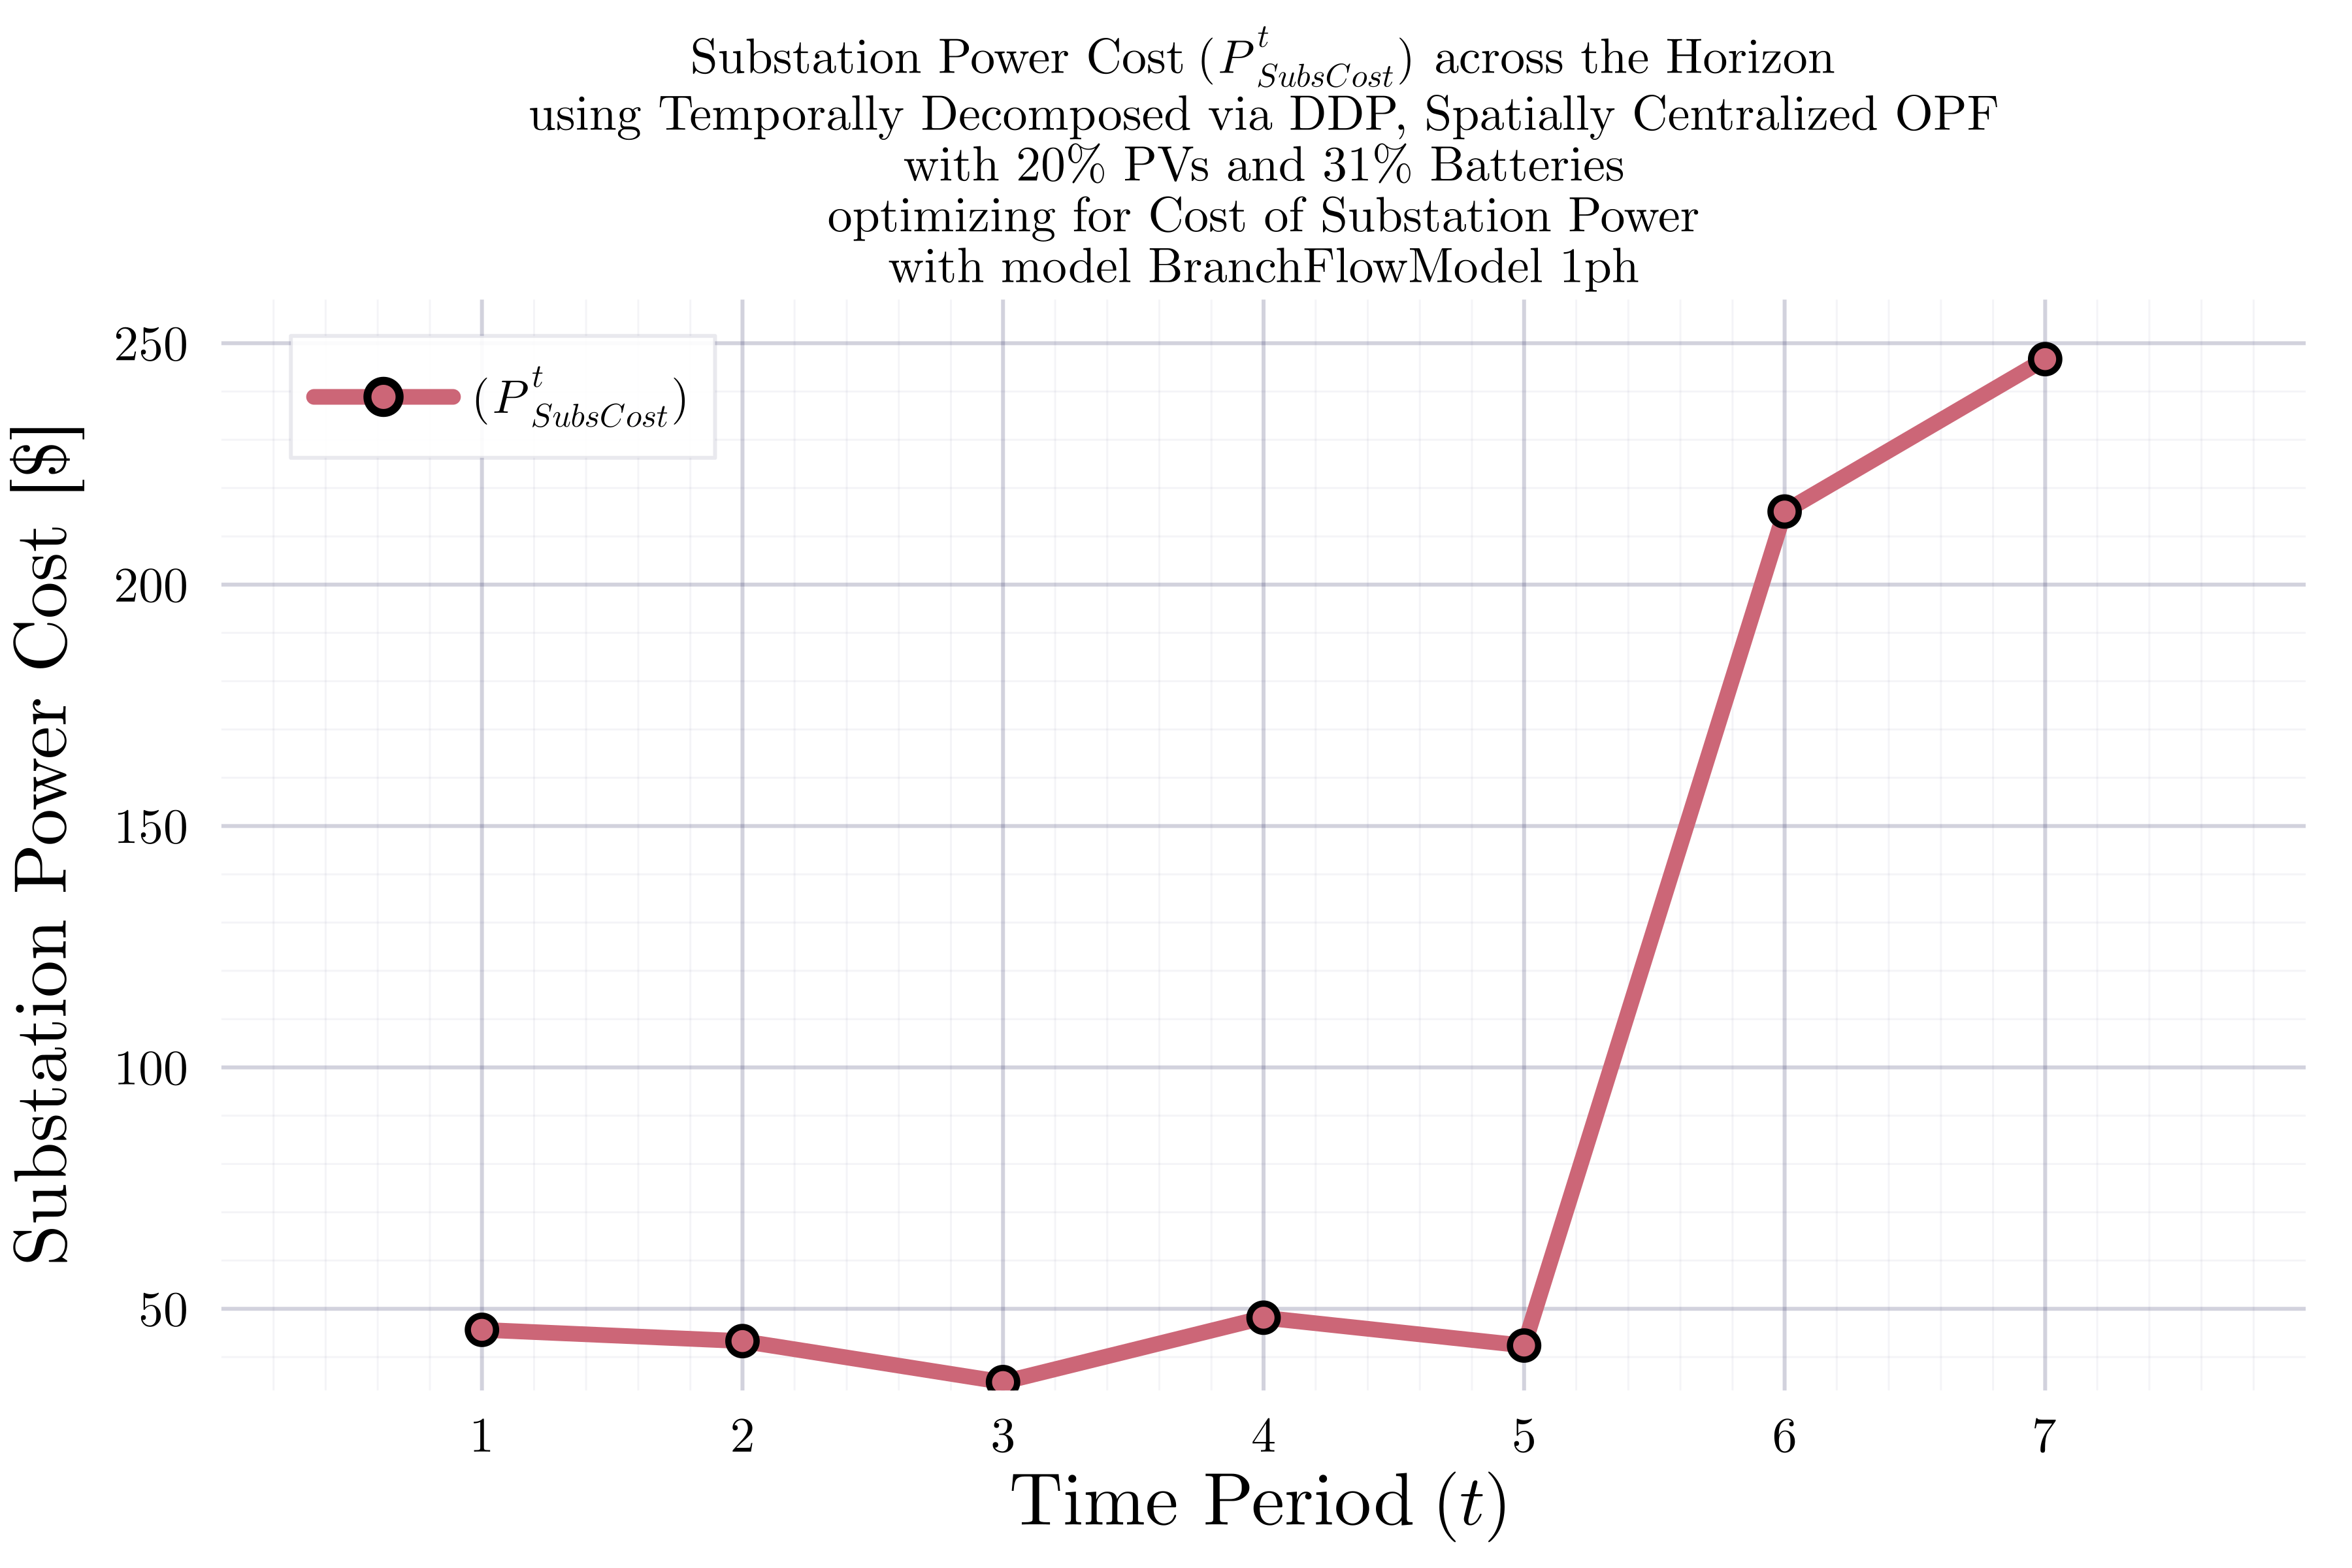 Substation Power Cost (P^t_SubsCost) across the Horizon
using Temporally Decomposed via DDP, Spatially Centralized OPF
with 20% PVs and 31% Batteries
optimizing for Cost of Substation Power
with model BranchFlowModel 1ph
(P^t_SubsCost)
Substation Power Cost [$]
250
200
150
100
50
1 2 3 4 5 6 7
Time Period (t)